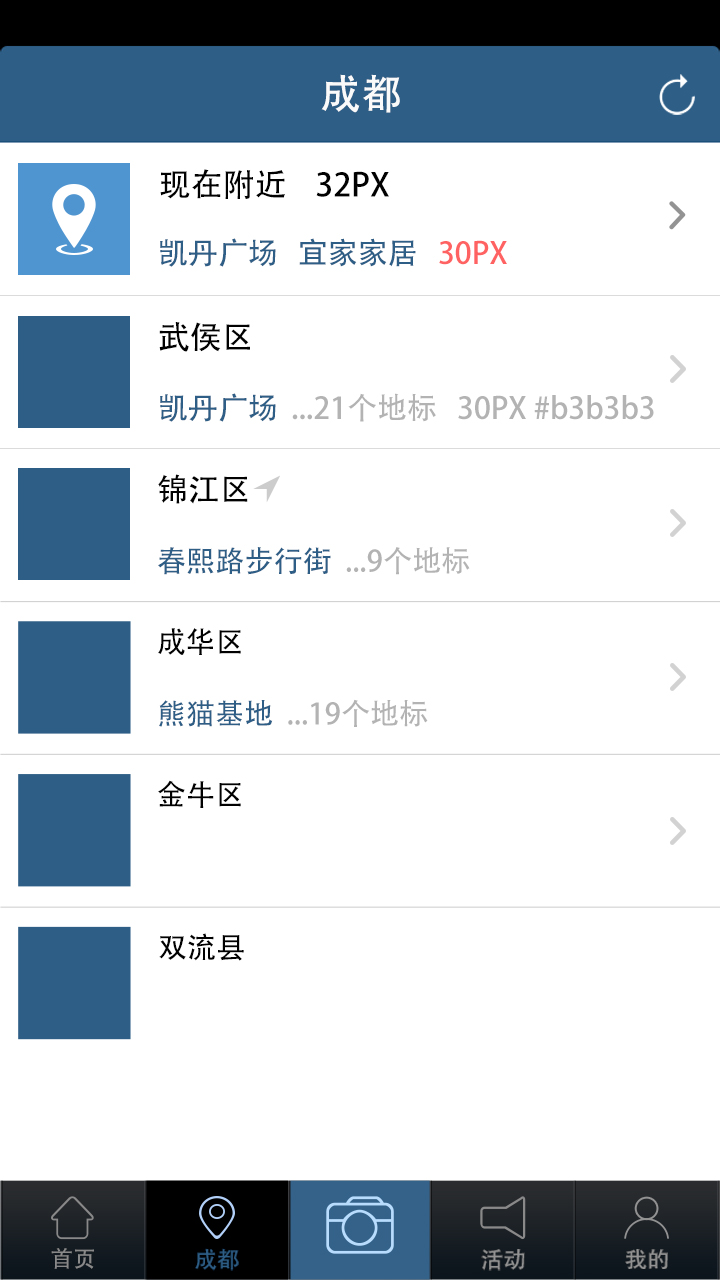 成都
现在附近 32PX
凯丹广场 宜家家居 30PX
武侯区
凯丹广场 ...21个地标 30PX #b3b3b3
锦江区
春熙路步行街 ...9个地标
成华区
熊猫基地 ...19个地标
金牛区
双流县
首页 成都 活动 我的